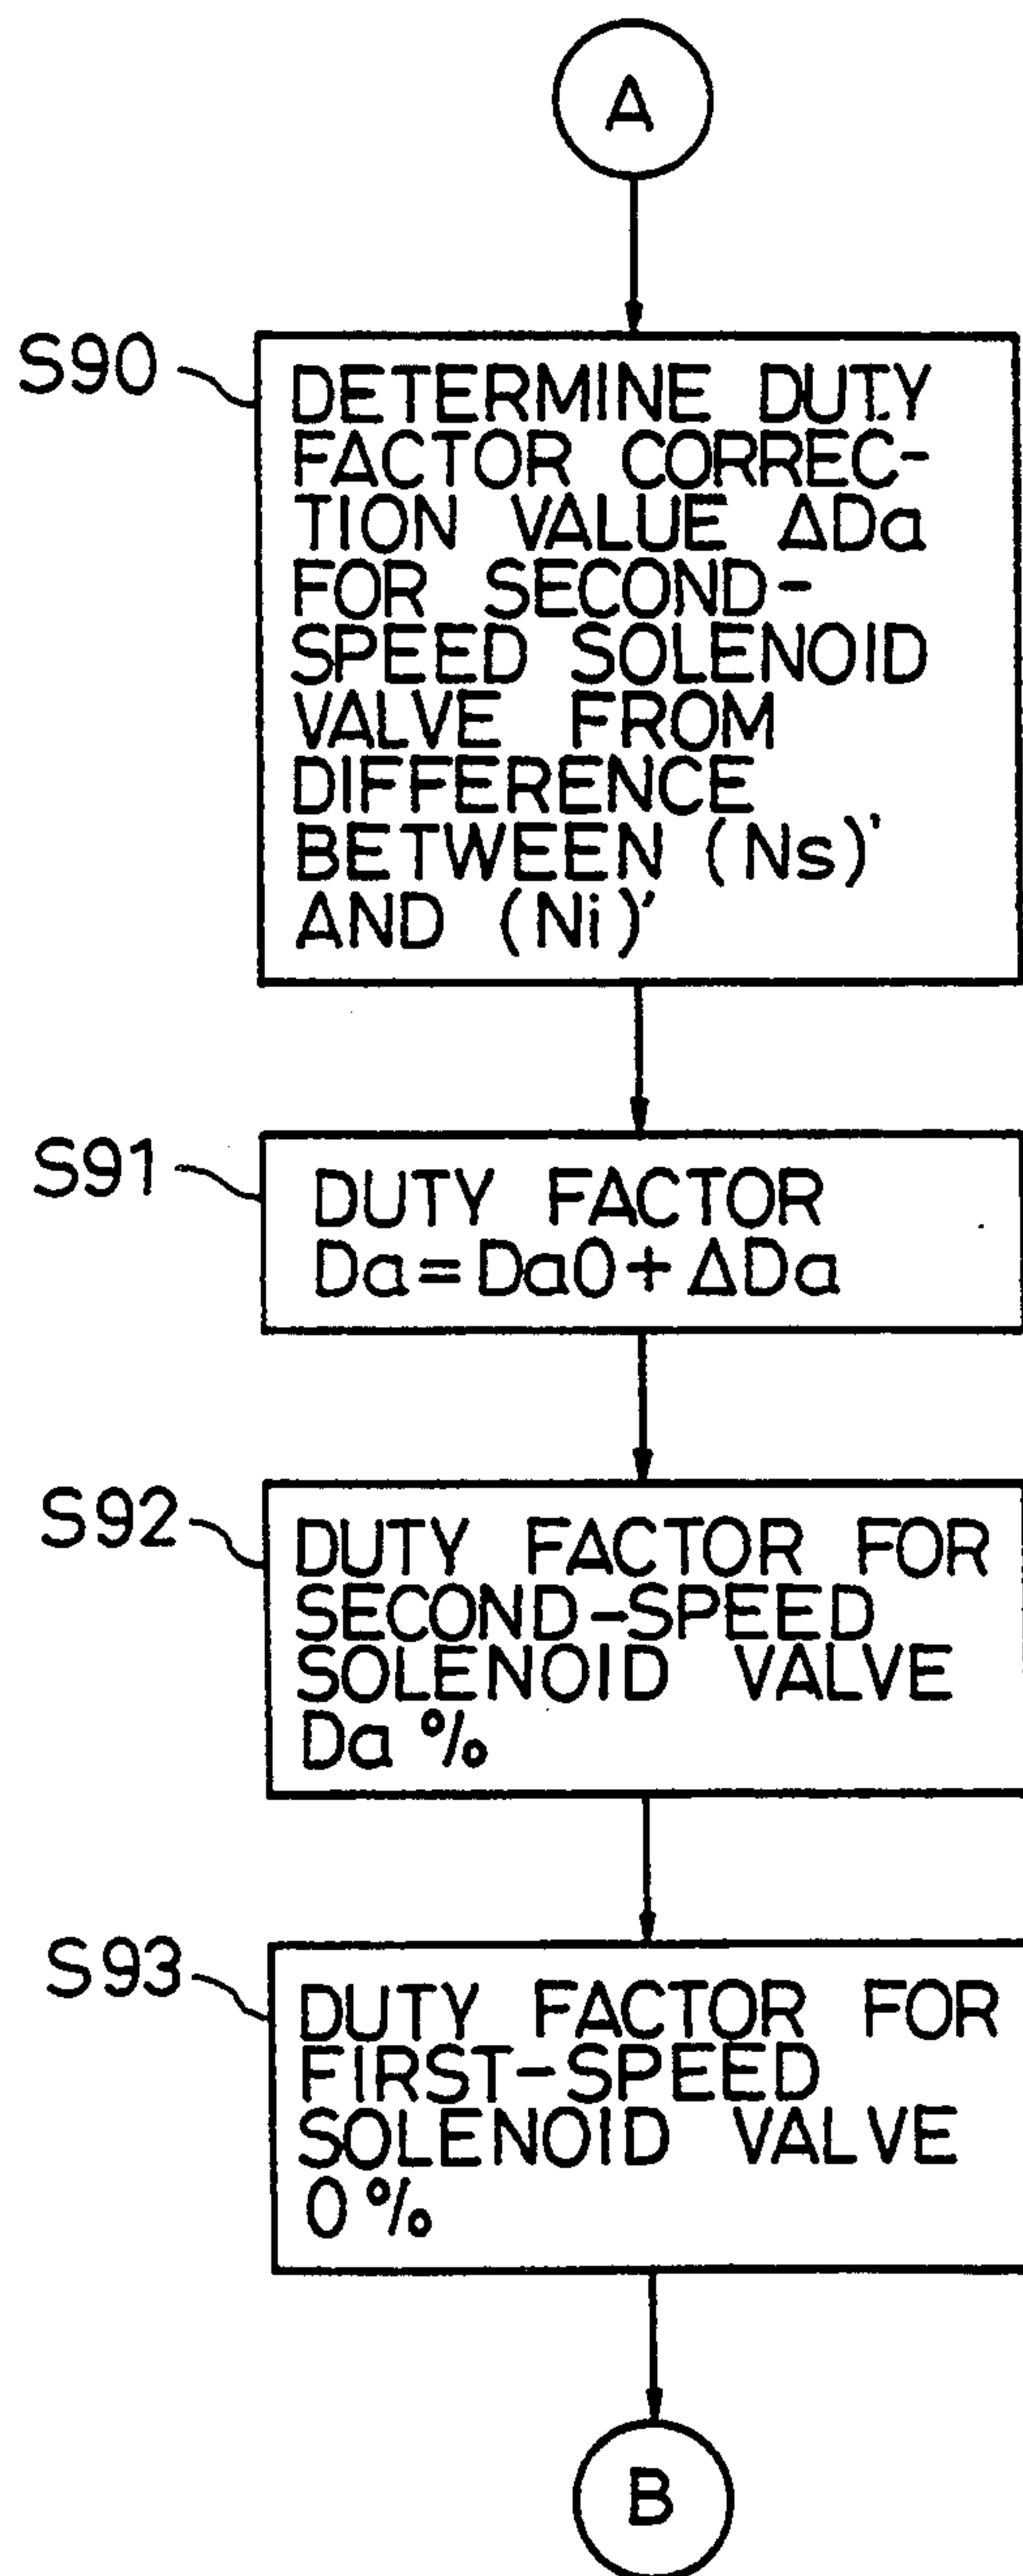 A
S90
DETERMINE DUTY
FACTOR CORREC-
TION VALUE ΔDa
FOR SECOND-
SPEED SOLENOID
VALVE FROM
DIFFERENCE
BETWEEN (Ns)'
AND (Ni)'
S91
DUTY FACTOR
Da=Da0+ΔDa
S92
DUTY FACTOR FOR
SECOND-SPEED
SOLENOID VALVE
Da %
S93
DUTY FACTOR FOR
FIRST-SPEED
SOLENOID VALVE
0 %
B